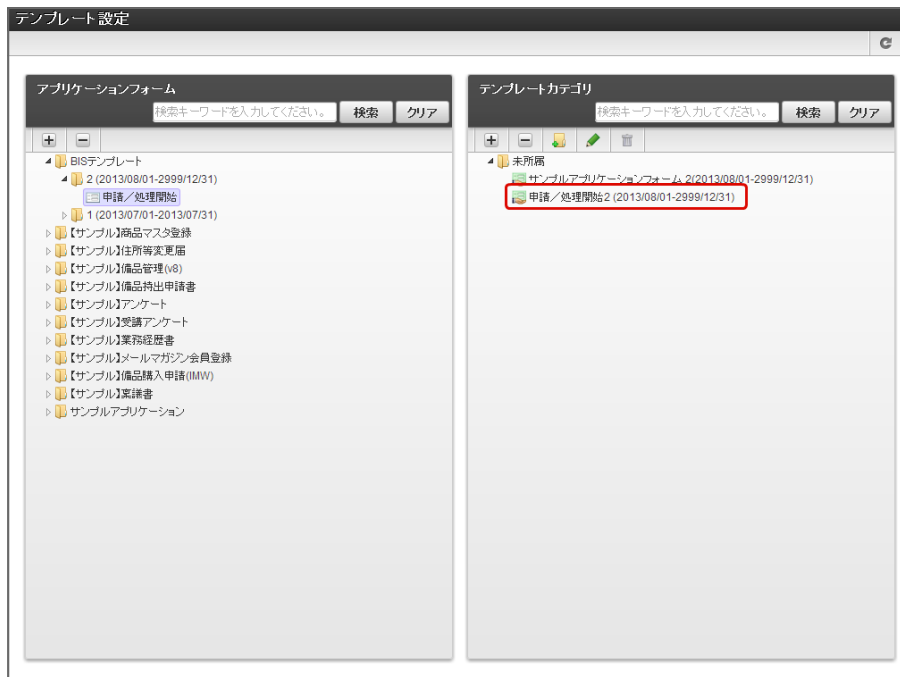 テンプレート設定
アプリケーションフォーム
検索キーワードを入力してください。 検索 クリア
BISテンプレート
2 (2013/08/01-2999/12/31)
申請／処理開始
1 (2013/07/01-2013/07/31)
【サンプル】商品マスタ登録
【サンプル】住所等変更届
【サンプル】備品管理(v8)
【サンプル】備品持出申請書
【サンプル】アンケート
【サンプル】受講アンケート
【サンプル】業務経歴書
【サンプル】メールマガジン会員登録
【サンプル】備品購入申請(IMW)
【サンプル】稟議書
サンプルアプリケーション
テンプレートカテゴリ
検索キーワードを入力してください。 検索 クリア
未所属
サンプルアプリケーションフォーム 2(2013/08/01-2999/12/31)
申請／処理開始2 (2013/08/01-2999/12/31)